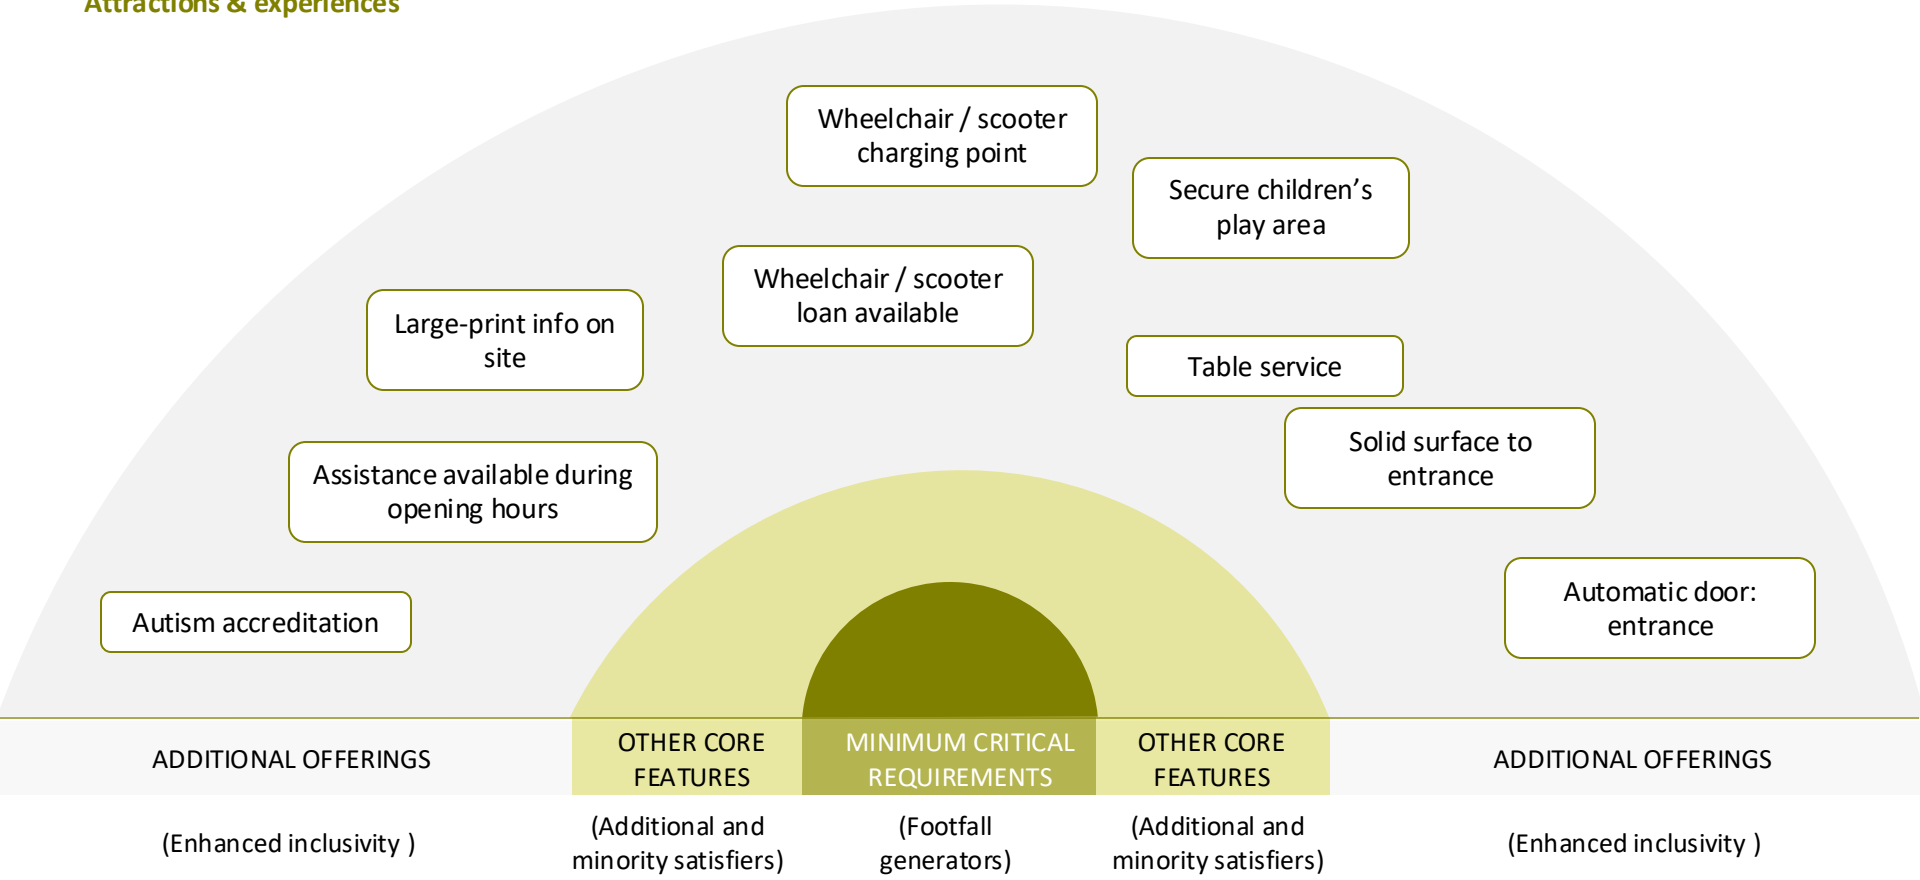 Attractions & experiences
Wheelchair / scooter
charging point
Secure children’s
play area
Wheelchair / scooter
loan available
Large-print info on
site
Table service
Solid surface to
entrance
Assistance available during
opening hours
Automatic door:
entrance
Autism accreditation
ADDITIONAL OFFERINGS
OTHER CORE
FEATURES
MINIMUM CRITICAL
REQUIREMENTS
OTHER CORE
FEATURES
ADDITIONAL OFFERINGS
(Enhanced inclusivity )
(Additional and
minority satisfiers)
(Footfall
generators)
(Additional and
minority satisfiers)
(Enhanced inclusivity )